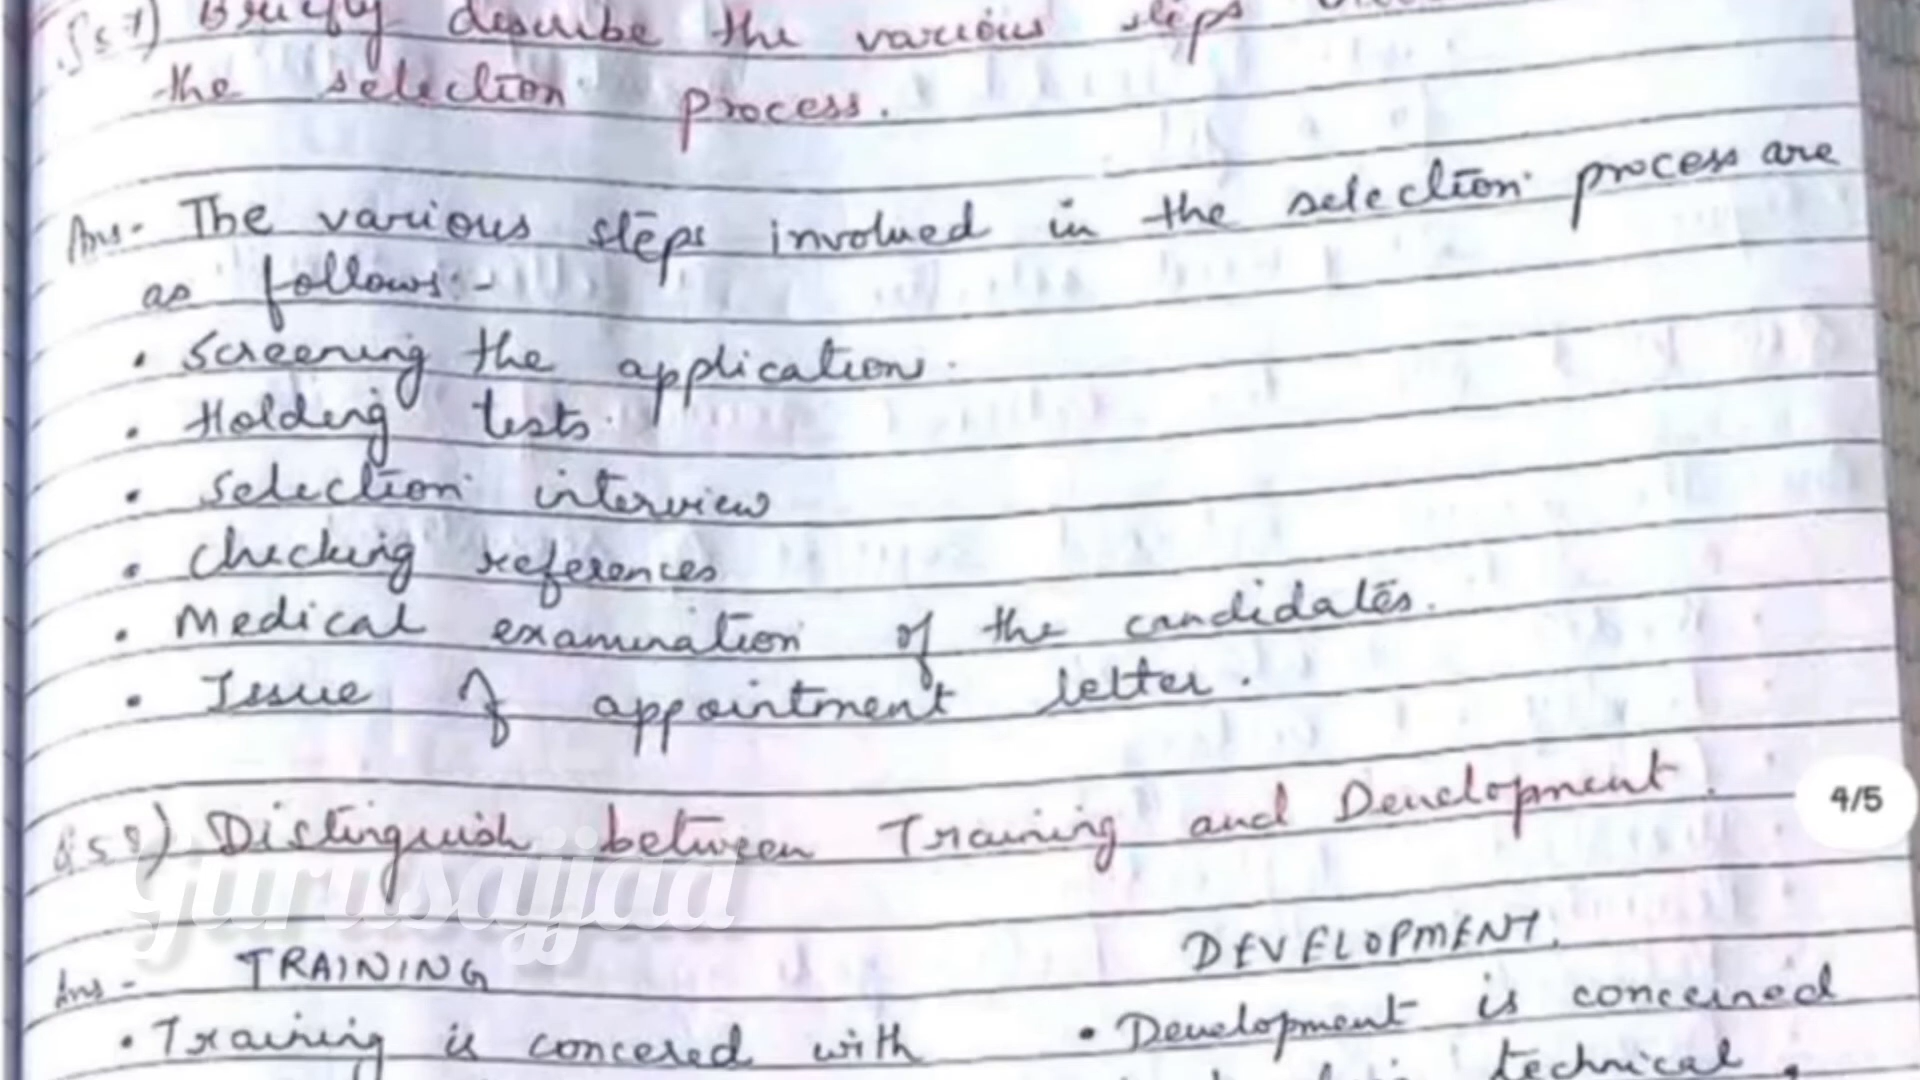 Briefly describe the various steps
the selection process.
Ans- The various steps involved in the selection process are
as follows:-
• Screening the application.
• Holding tests.
• Selection interview
• Checking references
• Medical examination of the candidates.
• Issue of appointment letter.
Distinguish between Training and Development.
4/5
Gurusajjad
Ans- TRAINING DEVELOPMENT.
• Training is concered with • Development is concerned
technical